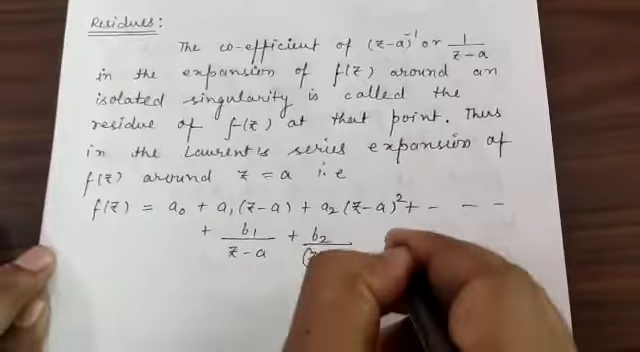 Residues:
The co-efficient of (z-a)⁻¹ or 1/(z-a)
in the expansion of f(z) around an
isolated singularity is called the
residue of f(z) at that point. Thus
in the Laurent's series expansion of
f(z) around z = a i.e
f(z) = a₀ + a₁(z-a) + a₂(z-a)² + - - -
+ b₁/(z-a) + b₂/(z